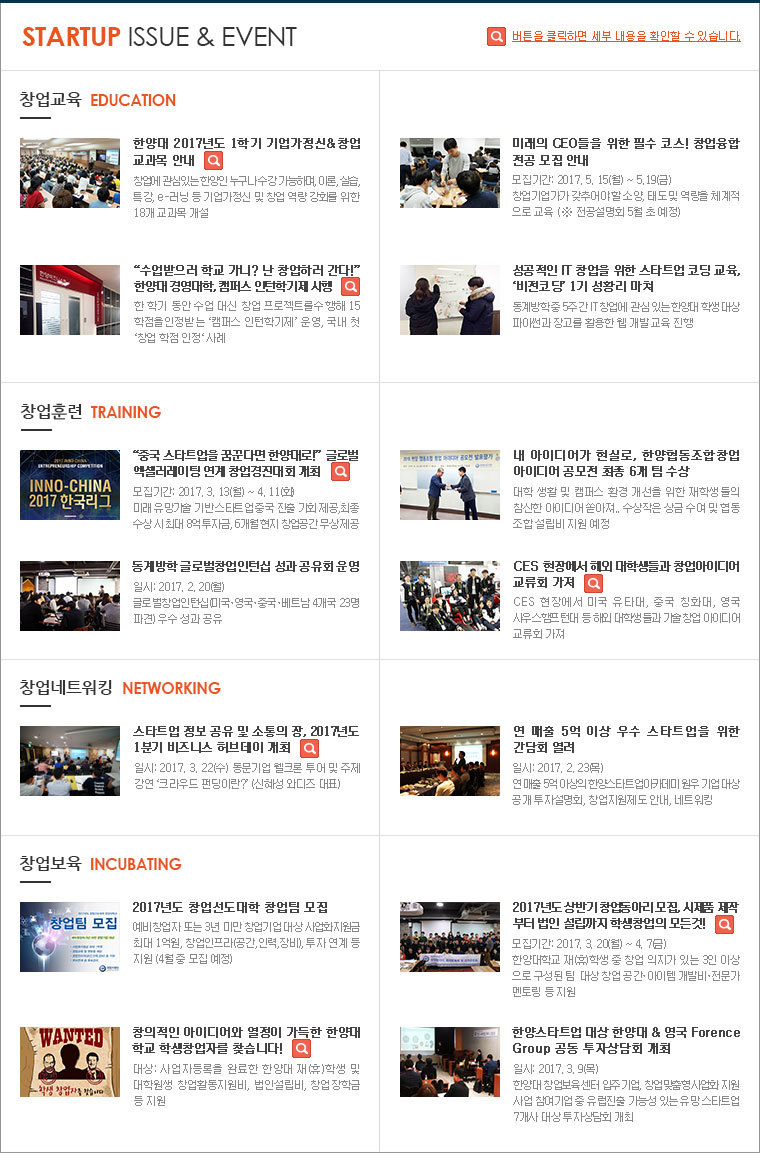 STARTUP ISSUE & EVENT
버튼을 클릭하면 세부 내용을 확인할 수 있습니다.
창업교육 EDUCATION
한양대 2017년도 1학기 기업가정신&창업
교과목 안내
창업에 관심있는 한양인 누구나 수강 가능하며, 이론, 실습,
특강, e-러닝 등 기업가정신 및 창업 역량 강화를 위한
18개 교과목 개설
미래의 CEO들을 위한 필수 코스! 창업융합
전공 모집 안내
모집기간: 2017. 5. 15(월) ~ 5.19(금)
창업기업가가 갖추어야 할 소양, 태도 및 역량을 체계적
으로 교육 (※ 전공설명회 5월 초 예정)
“수업받으러 학교 가니? 난 창업하러 간다!”
한양대 경영대학, 캠퍼스 인턴학기제 시행
한 학기 동안 수업 대신 창업 프로젝트를수행해 15
학점을인정받는 ‘캠퍼스 인턴학기제’ 운영, 국내 첫
‘창업 학점 인정’ 사례
성공적인 IT 창업을 위한 스타트업 코딩 교육,
‘비전코딩’ 1기 성황리 마쳐
동계방학 중 5주간 IT창업에 관심 있는 한양대 학생 대상
파이썬과 장고를 활용한 웹 개발 교육 진행
창업훈련 TRAINING
“중국 스타트업을 꿈꾼다면 한양대로!” 글로벌
엑셀러레이팅 연계 창업경진대회 개최
모집기간: 2017. 3. 13(월) ~ 4. 11(화)
미래 유망기술 기반 스타트업 중국 진출 기회 제공,최종
수상 시 최대 8억 투자금, 6개월 현지 창업공간 무상제공
INNO-CHINA
2017 한국리그
내 아이디어가 현실로, 한양협동조합창업
아이디어 공모전 최종 6개 팀 수상
대학 생활 및 캠퍼스 환경 개선을 위한 재학생들의
참신한 아이디어 쏟아져.. 수상작은 상금 수여 및 협동
조합 설립비 지원 예정
동계방학 글로벌창업인턴십 성과 공유회 운영
일시: 2017. 2. 20(월)
글로벌창업인턴십(미국·영국·중국·베트남 4개국 23명
파견) 우수 성과 공유
CES 현장에서 해외 대학생들과 창업아이디어
교류회 가져
CES 현장에서 미국 유타대, 중국 칭화대, 영국
사우스햄프턴대 등 해외 대학생들과 기술창업 아이디어
교류회 가져
창업네트워킹 NETWORKING
스타트업 정보 공유 및 소통의 장, 2017년도
1분기 비즈니스 허브데이 개최
일시: 2017. 3. 22(수) 동문기업 웰크론 투어 및 주제
강연 ‘크라우드 펀딩이란?’ (신혜성 와디즈 대표)
연 매출 5억 이상 우수 스타트업을 위한
간담회 열려
일시: 2017. 2. 23(목)
연 매출 5억 이상의 한양스타트업아카데미 원우 기업 대상
공개 투자설명회, 창업지원제도 안내, 네트워킹
창업보육 INCUBATING
2017년도 창업선도대학 창업팀 모집
예비창업자 또는 3년 미만 창업기업 대상 사업화지원금
최대 1억원, 창업인프라(공간,인력,장비), 투자 연계 등
지원 (4월 중 모집 예정)
창업팀 모집
2017년도 상반기 창업동아리 모집, 시제품 제작
부터 법인 설립까지 학생창업의 모든것!
모집기간: 2017. 3. 20(월) ~ 4. 7(금)
한양대학교 재(휴)학생 중 창업 의지가 있는 3인 이상
으로 구성된 팀 대상 창업 공간·아이템 개발비·전문가
멘토링 등 지원
창의적인 아이디어와 열정이 가득한 한양대
학교 학생창업자를 찾습니다!
대상: 사업자등록을 완료한 한양대 재(휴)학생 및
대학원생 창업활동지원비, 법인설립비, 창업장학금
등 지원
WANTED
학생 창업자를 찾습니다!
한양스타트업 대상 한양대 & 영국 Forence
Group 공동 투자상담회 개최
일시: 2017. 3. 9(목)
한양대 창업보육센터 입주기업, 창업맞춤형사업화 지원
사업 참여기업 중 유럽진출 가능성 있는 유망 스타트업
7개사 대상 투자상담회 개최